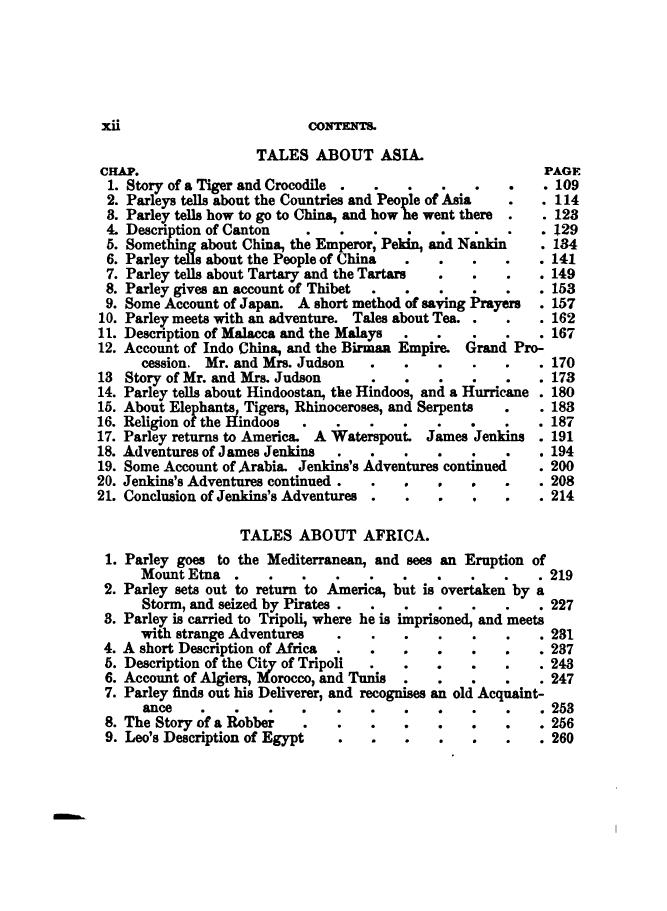 xii CONTENTS.
TALES ABOUT ASIA.
CHAP. PAGE
1. Story of a Tiger and Crocodile . . . . . . . 109
2. Parleys tells about the Countries and People of Asia . . 114
3. Parley tells how to go to China, and how he went there . . 123
4. Description of Canton . . . . . . . . 129
5. Something about China, the Emperor, Pekin, and Nankin . 134
6. Parley tells about the People of China . . . . . 141
7. Parley tells about Tartary and the Tartars . . . . 149
8. Parley gives an account of Thibet . . . . . . 153
9. Some Account of Japan. A short method of saying Prayers . 157
10. Parley meets with an adventure. Tales about Tea. . . . 162
11. Description of Malacca and the Malays . . . . . 167
12. Account of Indo China, and the Birman Empire. Grand Pro-
cession. Mr. and Mrs. Judson . . . . . . 170
13 Story of Mr. and Mrs. Judson . . . . . . 173
14. Parley tells about Hindoostan, the Hindoos, and a Hurricane . 180
15. About Elephants, Tigers, Rhinoceroses, and Serpents . . 183
16. Religion of the Hindoos . . . . . . . . 187
17. Parley returns to America. A Waterspout. James Jenkins . 191
18. Adventures of James Jenkins . . . . . . . 194
19. Some Account of Arabia. Jenkins's Adventures continued . 200
20. Jenkins's Adventures continued . . . . . . . 208
21. Conclusion of Jenkins's Adventures . . . . . . 214
TALES ABOUT AFRICA.
1. Parley goes to the Mediterranean, and sees an Eruption of
Mount Etna . . . . . . . . . . 219
2. Parley sets out to return to America, but is overtaken by a
Storm, and seized by Pirates . . . . . . . 227
3. Parley is carried to Tripoli, where he is imprisoned, and meets
with strange Adventures . . . . . . . 231
4. A short Description of Africa . . . . . . . 237
5. Description of the City of Tripoli . . . . . . 243
6. Account of Algiers, Morocco, and Tunis . . . . . 247
7. Parley finds out his Deliverer, and recognises an old Acquaint-
ance . . . . . . . . . . . 253
8. The Story of a Robber . . . . . . . . 256
9. Leo's Description of Egypt . . . . . . . 260